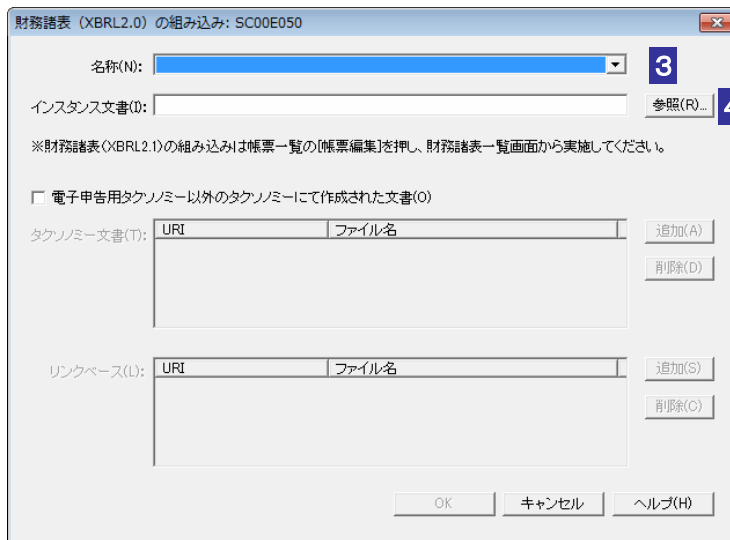 財務諸表（XBRL2.0）の組み込み: SC00E050
名称(N):
3
インスタンス文書(I):
参照(R)...
4
※財務諸表(XBRL2.1)の組み込みは帳票一覧の[帳票編集]を押し、財務諸表一覧画面から実施してください。
電子申告用タクソノミー以外のタクソノミーにて作成された文書(O)
タクソノミー文書(T):
URI ファイル名
追加(A)
削除(D)
リンクベース(L):
URI ファイル名
追加(S)
削除(C)
OK キャンセル ヘルプ(H)